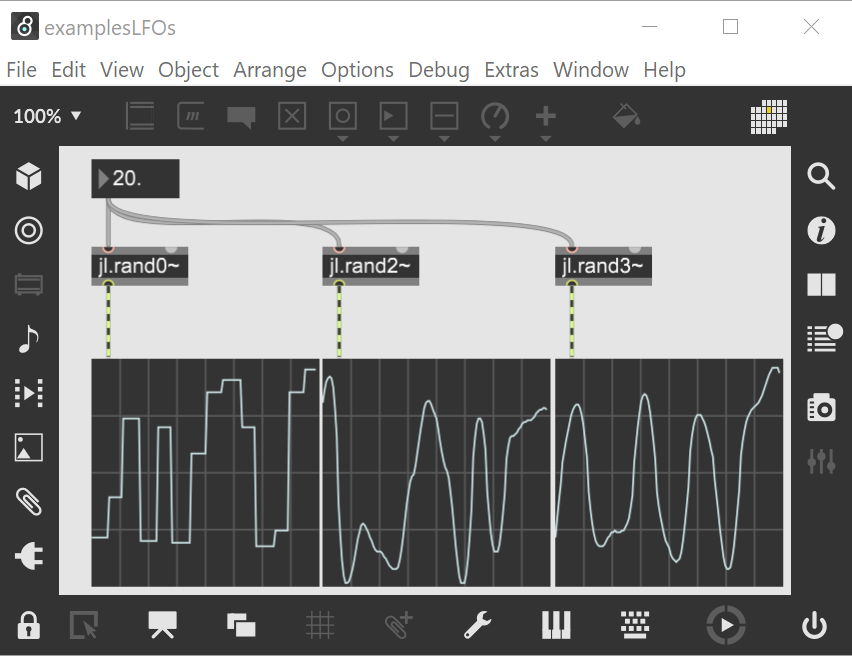 examplesLFOs
File Edit View Object Arrange Options Debug Extras Window Help
100%
m
20.
jl.rand0~ jl.rand2~ jl.rand3~